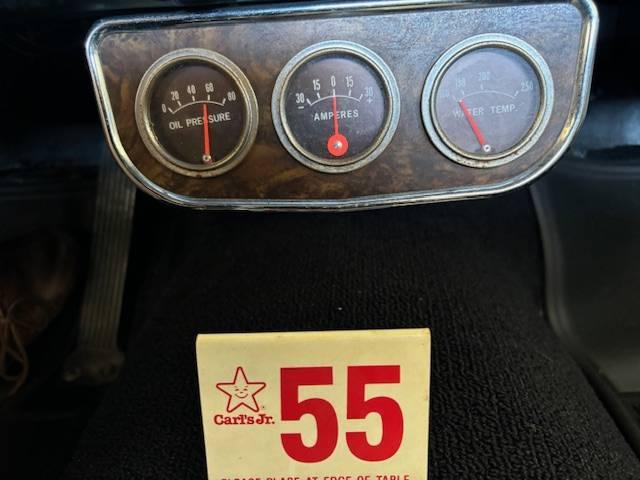 0 20 40 60 80
OIL PRESSURE
30 15 0 15 30
- +
AMPERES
150 200 250
WATER TEMP.
Carl's Jr.®
55
PLEASE PLACE AT EDGE OF TABLE